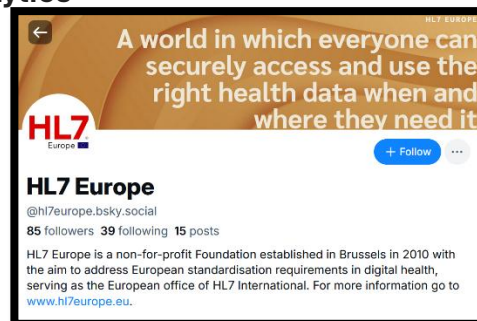 HL7 EUROPE
A world in which everyone can
securely access and use the
right health data when and
where they need it
HL7
Europe
+ Follow
HL7 Europe
@hl7europe.bsky.social
85 followers 39 following 15 posts
HL7 Europe is a non-for-profit Foundation established in Brussels in 2010 with
the aim to address European standardisation requirements in digital health,
serving as the European office of HL7 International. For more information go to
www.hl7europe.eu.